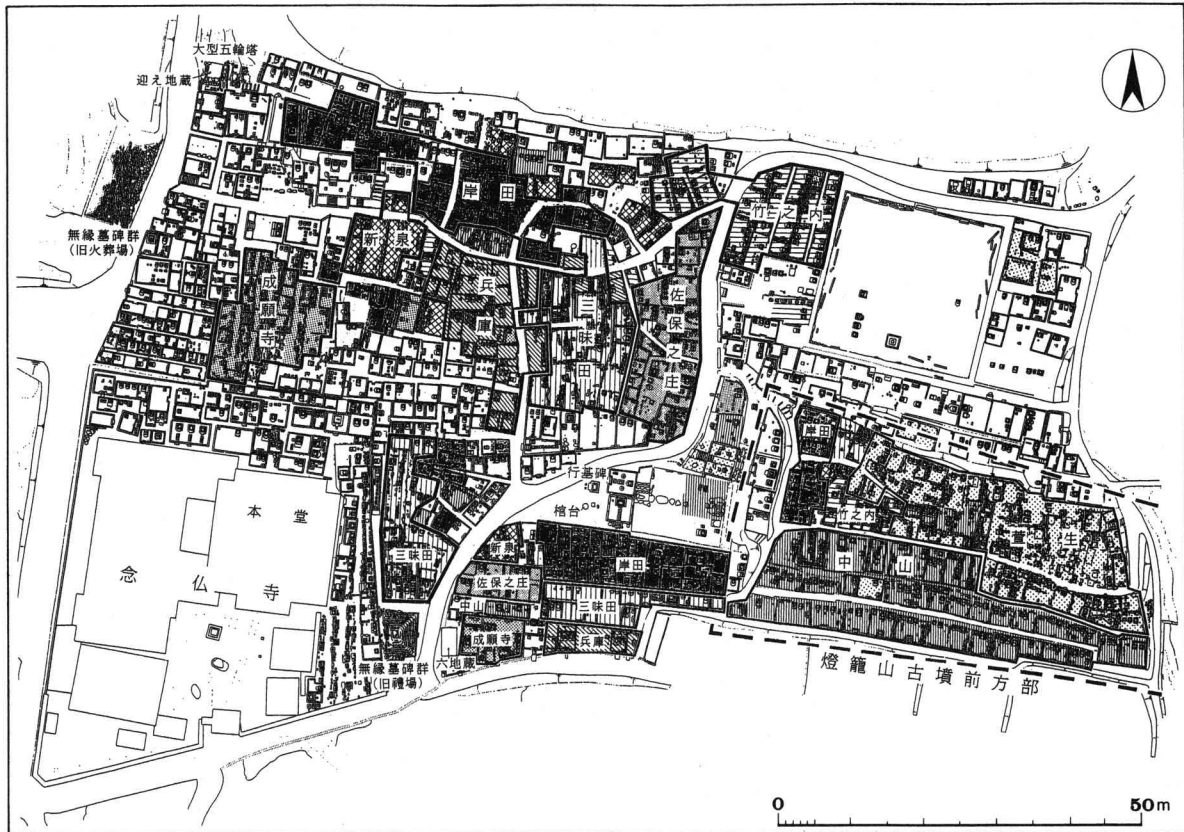 大型五輪塔
迎え地蔵
岸田
竹之内
新泉
無縁墓碑群
(旧火葬場)
成願寺
兵庫
三昧田
佐保之庄
岸田
行基碑
棺台
竹之内
萱生
本堂
念仏寺
三昧田
新泉
岸田
佐保之庄
中山
中山
三昧田
成願寺
兵庫
六地蔵
無縁墓碑群
(旧禮場)
燈籠山古墳前方部
0
50m